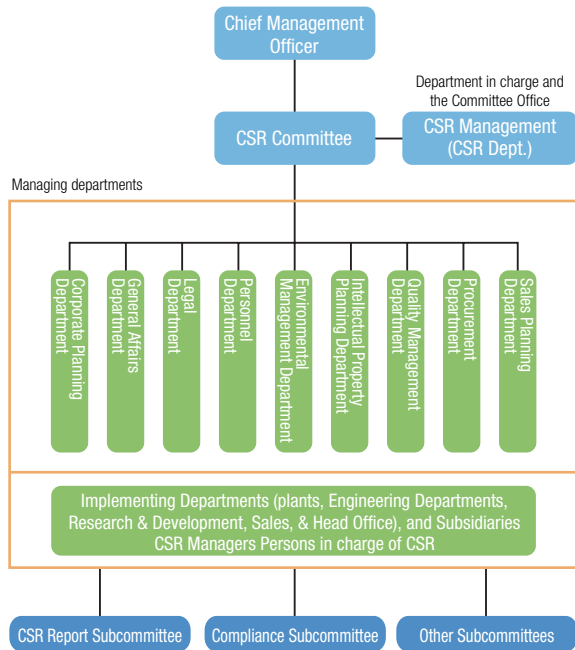 Chief Management
Officer
Department in charge and
the Committee Office
CSR Committee
CSR Management
(CSR Dept.)
Managing departments
Corporate Planning
Department
General Affairs
Department
Legal
Department
Personnel
Department
Environmental
Management Department
Intellectual Property
Planning Department
Quality Management
Department
Procurement
Department
Sales Planning
Department
Implementing Departments (plants, Engineering Departments,
Research & Development, Sales, & Head Office), and Subsidiaries
CSR Managers Persons in charge of CSR
CSR Report Subcommittee
Compliance Subcommittee
Other Subcommittees